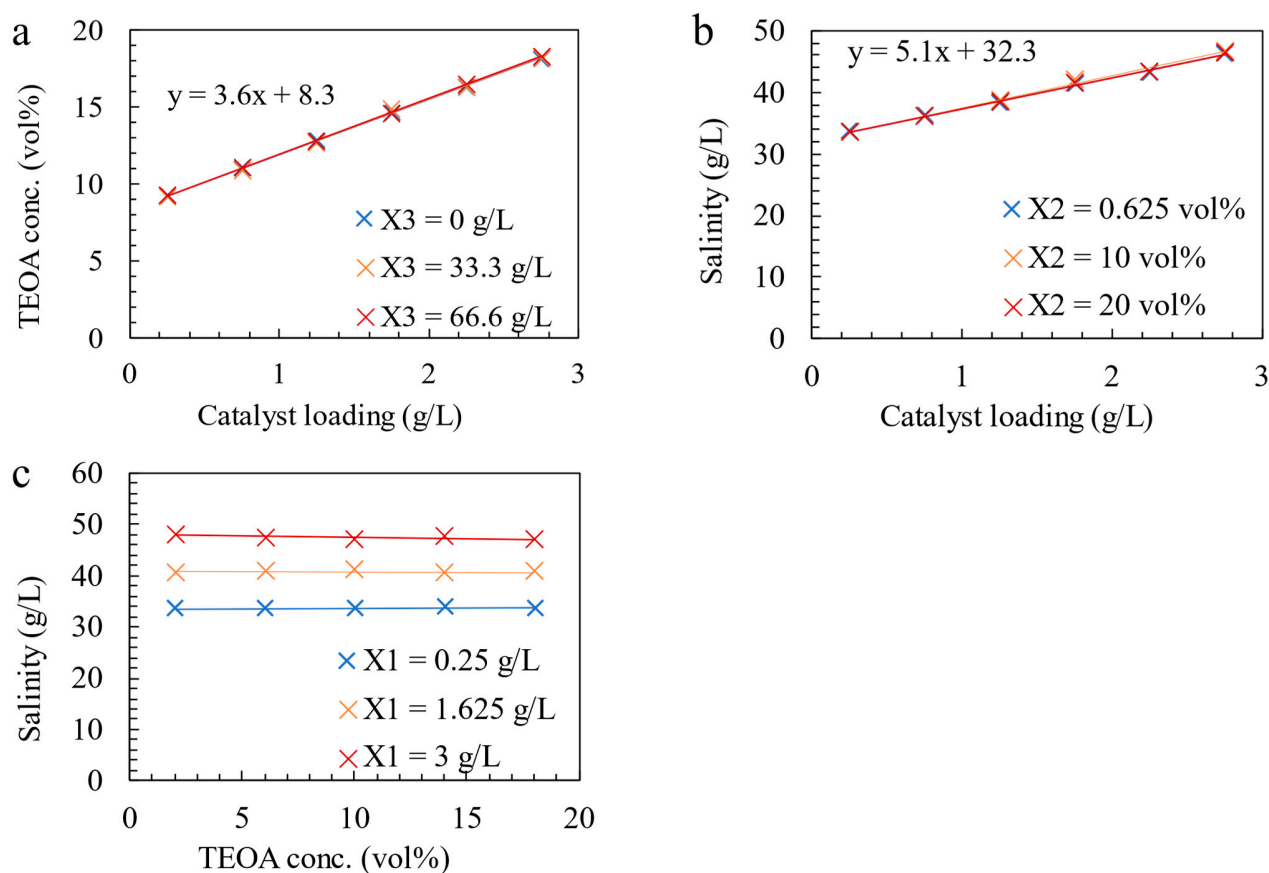 a
TEOA conc. (vol%)
20
15
10
5
0
y = 3.6x + 8.3
X3 = 0 g/L
X3 = 33.3 g/L
X3 = 66.6 g/L
0 1 2 3
Catalyst loading (g/L)
b
Salinity (g/L)
50
40
30
20
10
0
y = 5.1x + 32.3
X2 = 0.625 vol%
X2 = 10 vol%
X2 = 20 vol%
0 1 2 3
Catalyst loading (g/L)
c
Salinity (g/L)
60
50
40
30
20
10
0
X1 = 0.25 g/L
X1 = 1.625 g/L
X1 = 3 g/L
0 5 10 15 20
TEOA conc. (vol%)